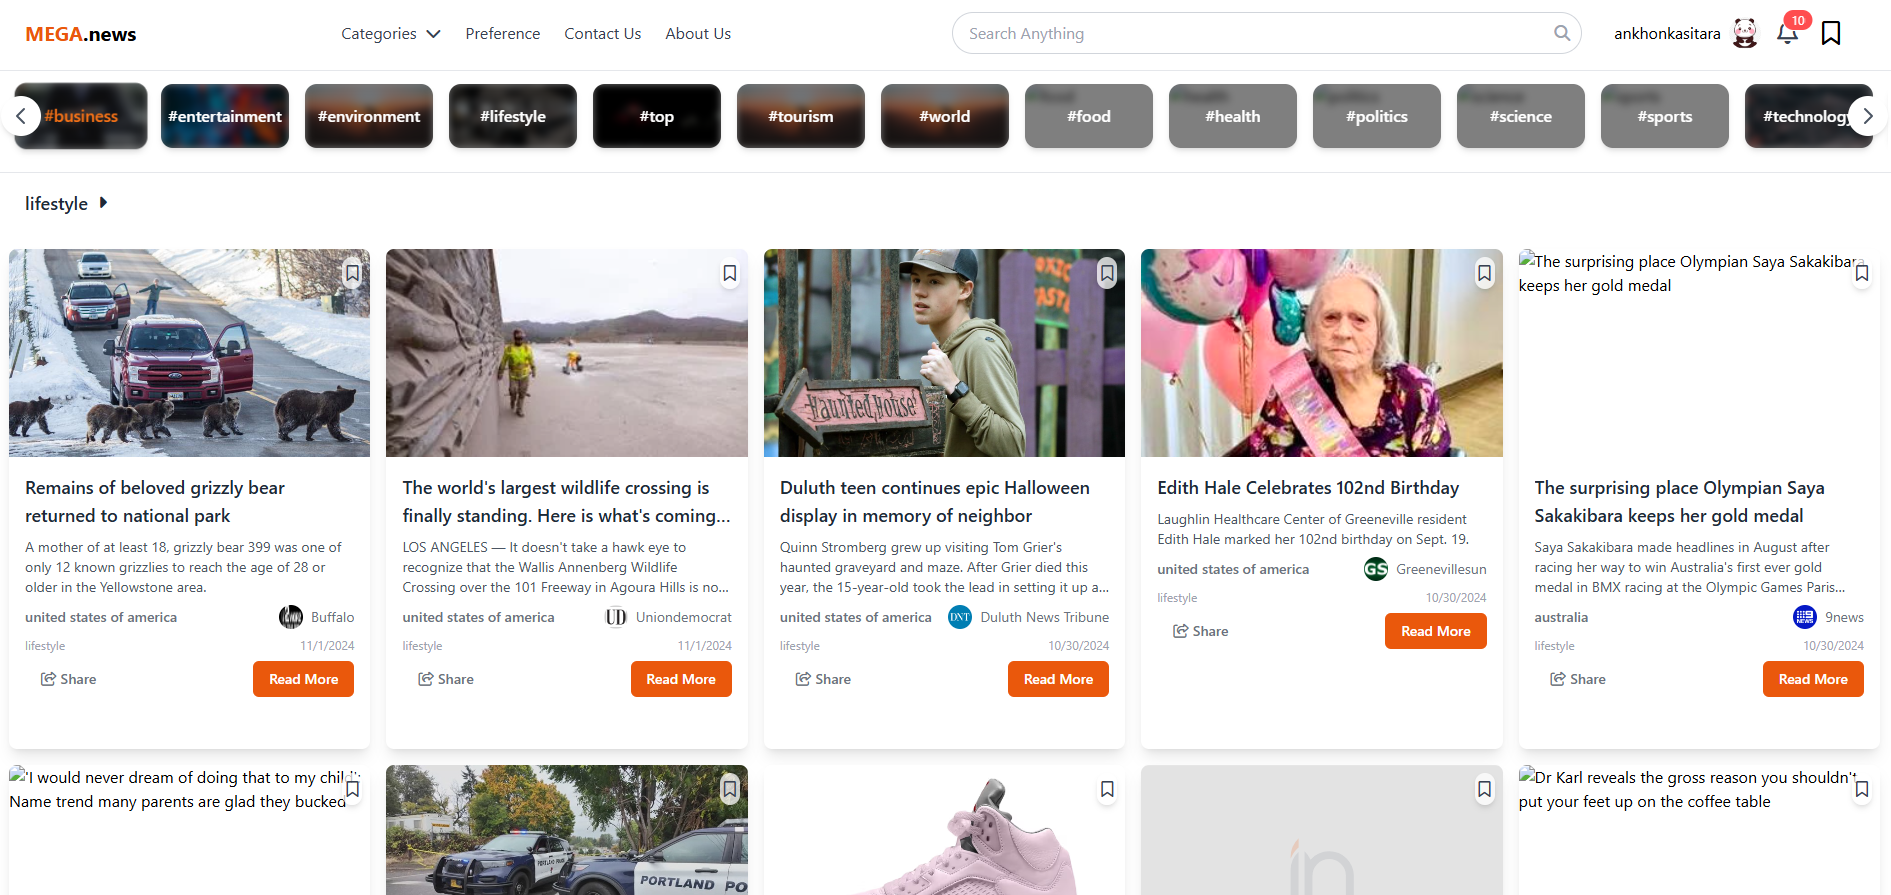 MEGA.news
Categories
Preference
Contact Us
About Us
Search Anything
ankhonkasitara
10
#business
#entertainment
#environment
#lifestyle
#top
#tourism
#world
#food
#health
#politics
#science
#sports
#technology
lifestyle
Haunted House
TOXIC
The surprising place Olympian Saya Sakakibara
keeps her gold medal
Remains of beloved grizzly bear
returned to national park
A mother of at least 18, grizzly bear 399 was one of
only 12 known grizzlies to reach the age of 28 or
older in the Yellowstone area.
united states of america
Buffalo
lifestyle
11/1/2024
Share
Read More
The world's largest wildlife crossing is
finally standing. Here is what's coming...
LOS ANGELES — It doesn't take a hawk eye to
recognize that the Wallis Annenberg Wildlife
Crossing over the 101 Freeway in Agoura Hills is no...
united states of america
UD
Uniondemocrat
lifestyle
11/1/2024
Share
Read More
Duluth teen continues epic Halloween
display in memory of neighbor
Quinn Stromberg grew up visiting Tom Grier's
haunted graveyard and maze. After Grier died this
year, the 15-year-old took the lead in setting it up a...
united states of america
DNT
Duluth News Tribune
lifestyle
10/30/2024
Share
Read More
Edith Hale Celebrates 102nd Birthday
Laughlin Healthcare Center of Greeneville resident
Edith Hale marked her 102nd birthday on Sept. 19.
united states of america
GS
Greenevillesun
lifestyle
10/30/2024
Share
Read More
The surprising place Olympian Saya
Sakakibara keeps her gold medal
Saya Sakakibara made headlines in August after
racing her way to win Australia's first ever gold
medal in BMX racing at the Olympic Games Paris...
australia
9news
lifestyle
10/30/2024
Share
Read More
'I would never dream of doing that to my child':
Name trend many parents are glad they bucked
PORTLAND PO
in
Dr Karl reveals the gross reason you shouldn't
put your feet up on the coffee table